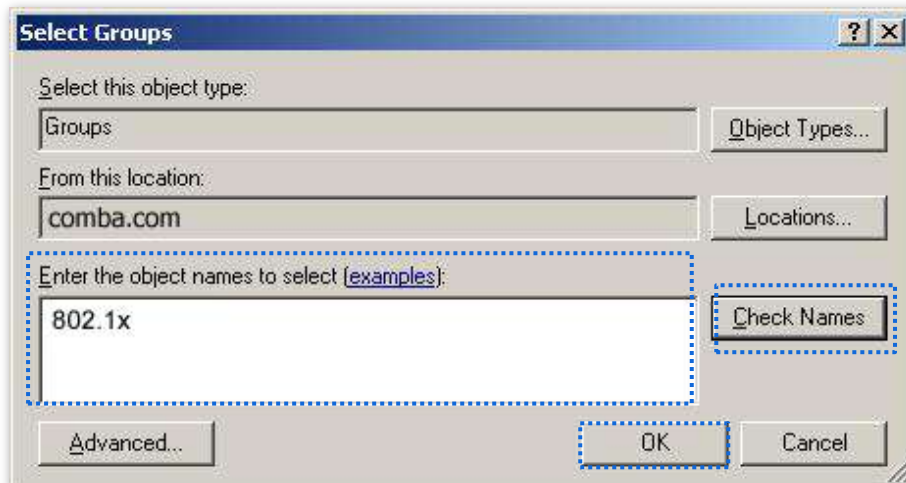 Select Groups
Select this object type:
Groups
Object Types...
From this location:
comba.com
Locations...
Enter the object names to select (examples):
802.1x
Check Names
Advanced...
OK
Cancel